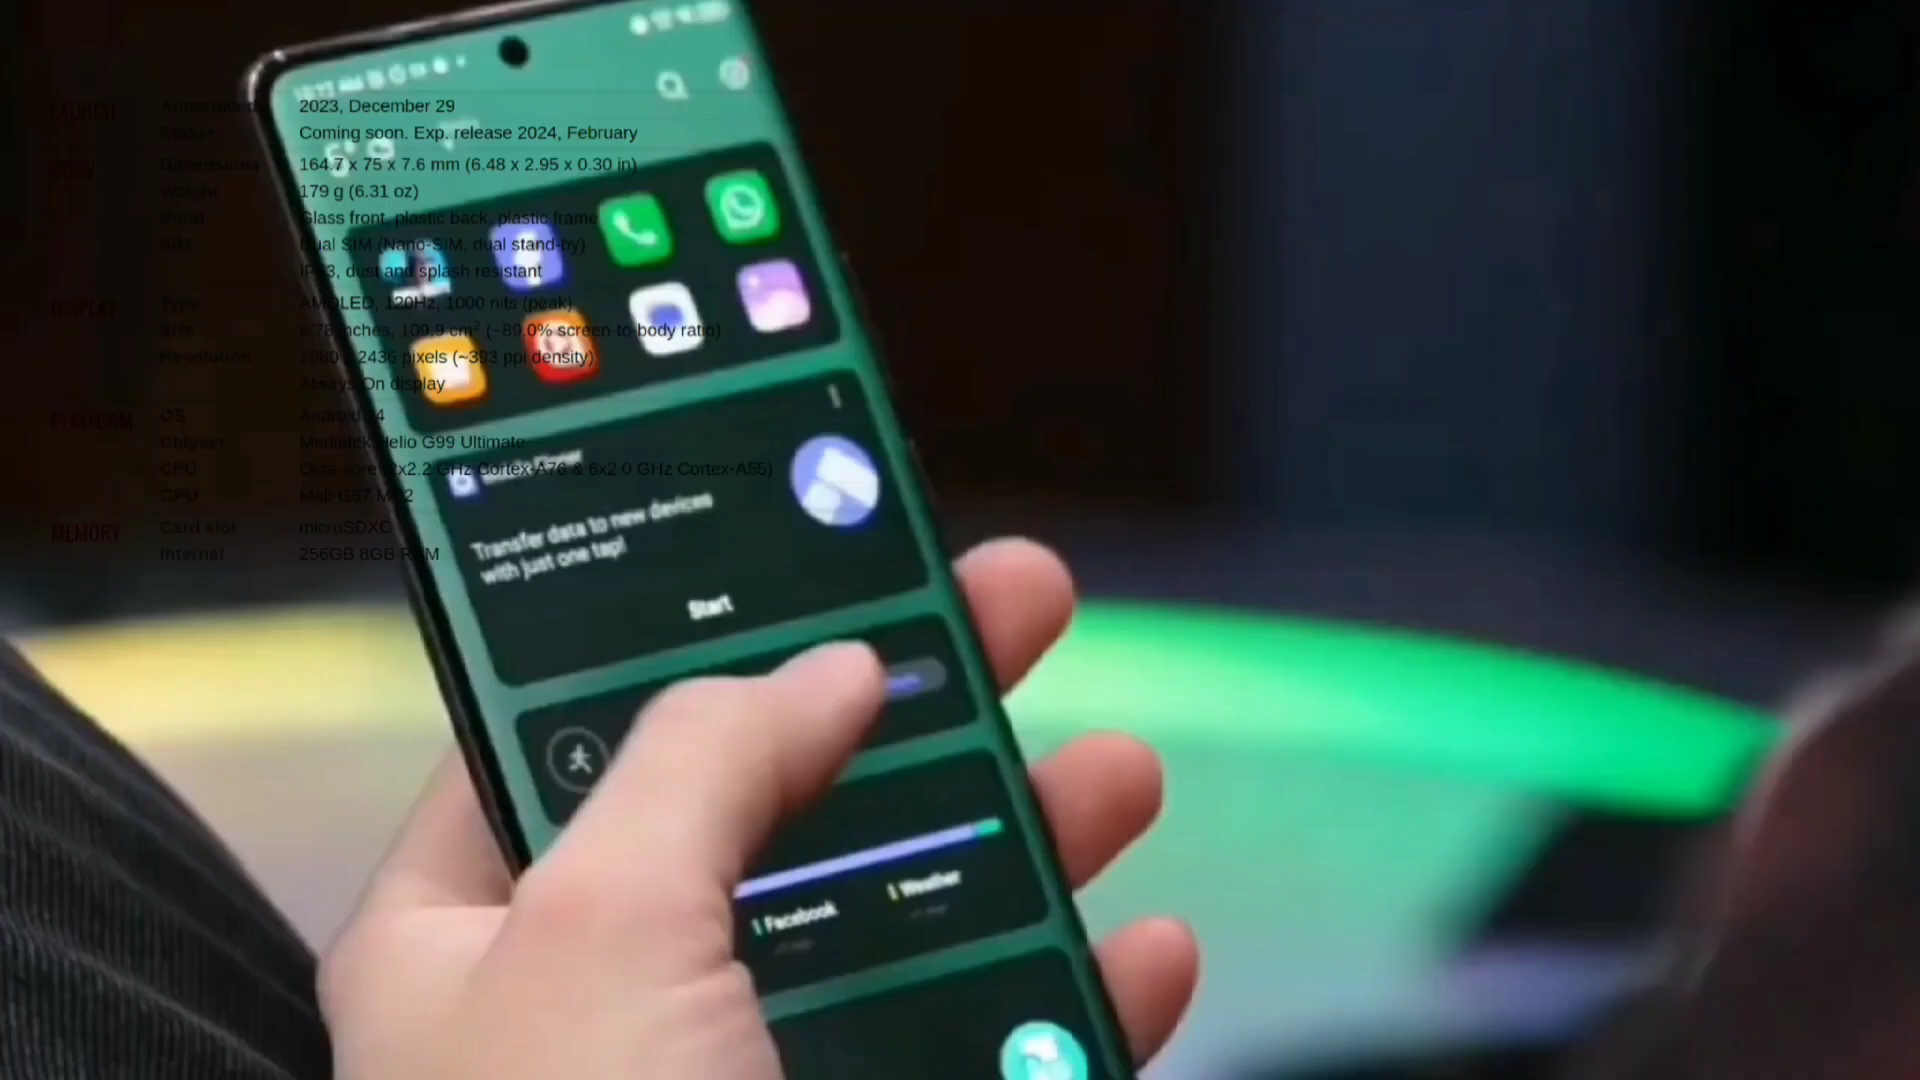 LAUNCH Announced 2023, December 29
Status Coming soon. Exp. release 2024, February
BODY Dimensions 164.7 x 75 x 7.6 mm (6.48 x 2.95 x 0.30 in)
Weight 179 g (6.31 oz)
Build Glass front, plastic back, plastic frame
SIM Dual SIM (Nano-SIM, dual stand-by)
dust and splash resistant
DISPLAY Type AMOLED, 120Hz, 1000 nits (peak)
Size 6.78 inches, 109.9 cm² (~89.0% screen-to-body ratio)
Resolution 1080 x 2436 pixels (~393 ppi density)
Always-On display
PLATFORM OS Android 14
Chipset Mediatek Helio G99 Ultimate
CPU Octa-core (2x2.2 GHz Cortex-A76 & 6x2.0 GHz Cortex-A55)
GPU Mali-G57 MC2
MEMORY Card slot microSDXC
Internal 256GB 8GB RAM
Transfer data to new devices
with just one tap!
Start
Facebook
Weather